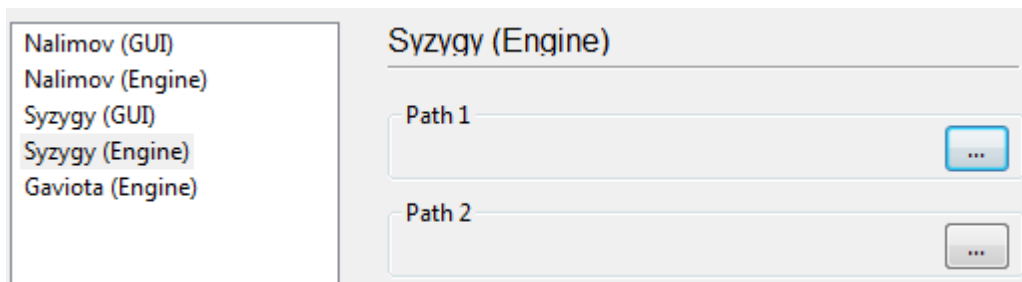 Nalimov (GUI)
Nalimov (Engine)
Syzygy (GUI)
Syzygy (Engine)
Gaviota (Engine)
Syzygy (Engine)
Path 1
...
Path 2
...